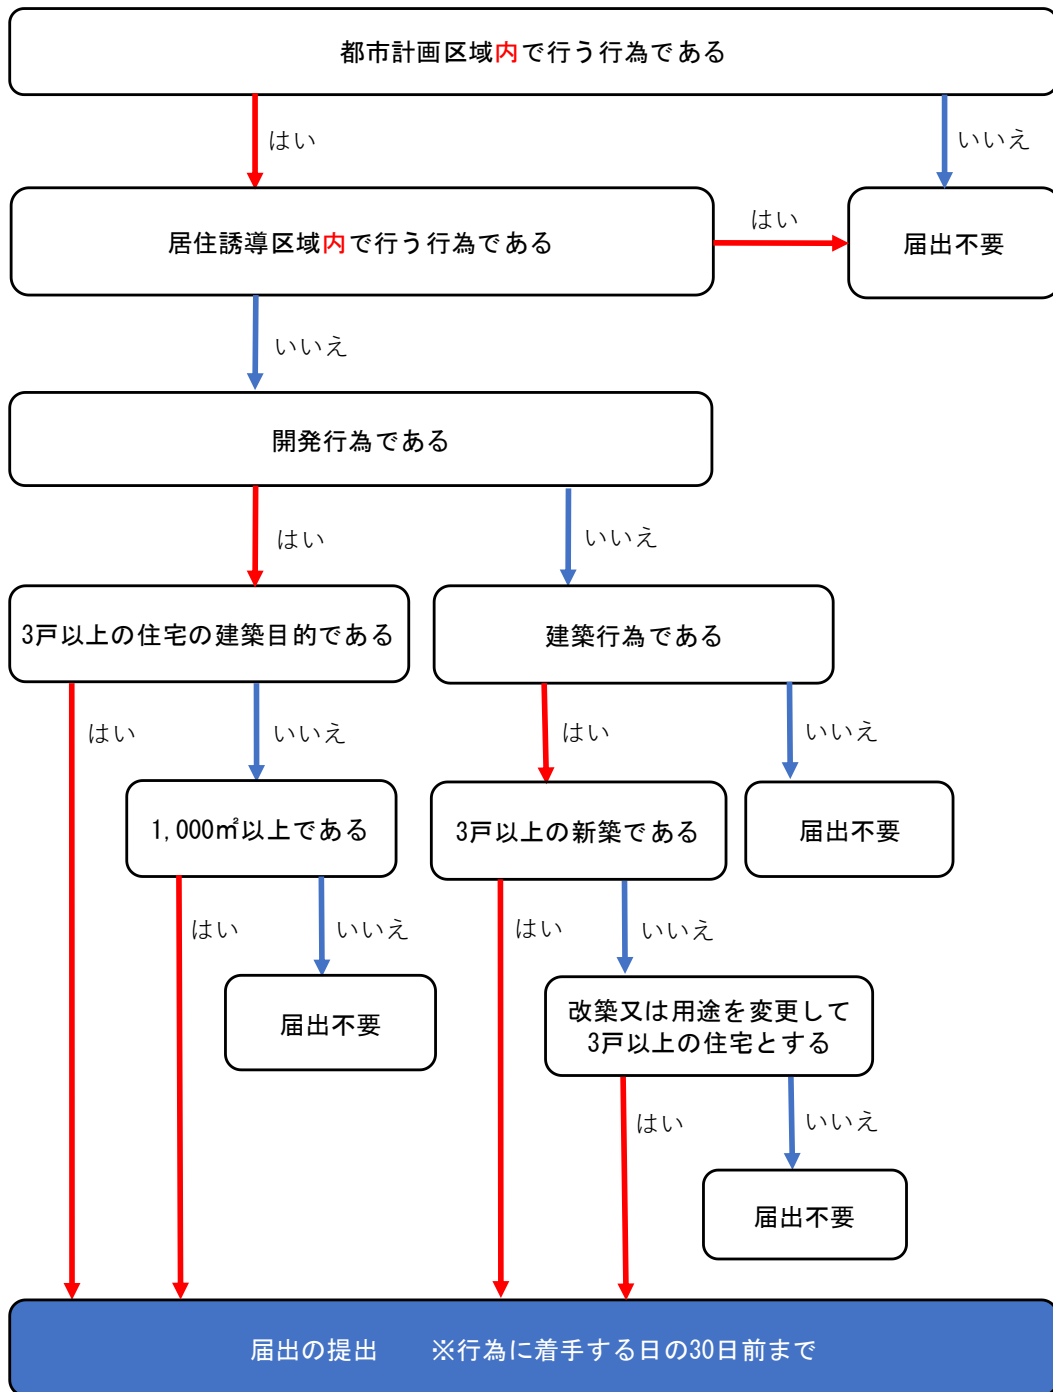 都市計画区域内で行う行為である
はい
いいえ
居住誘導区域内で行う行為である
はい
届出不要
いいえ
開発行為である
はい
いいえ
3戸以上の住宅の建築目的である
建築行為である
はい
いいえ
はい
いいえ
1,000㎡以上である
3戸以上の新築である
届出不要
はい
いいえ
はい
いいえ
届出不要
改築又は用途を変更して
3戸以上の住宅とする
はい
いいえ
届出不要
届出の提出　　※行為に着手する日の30日前まで